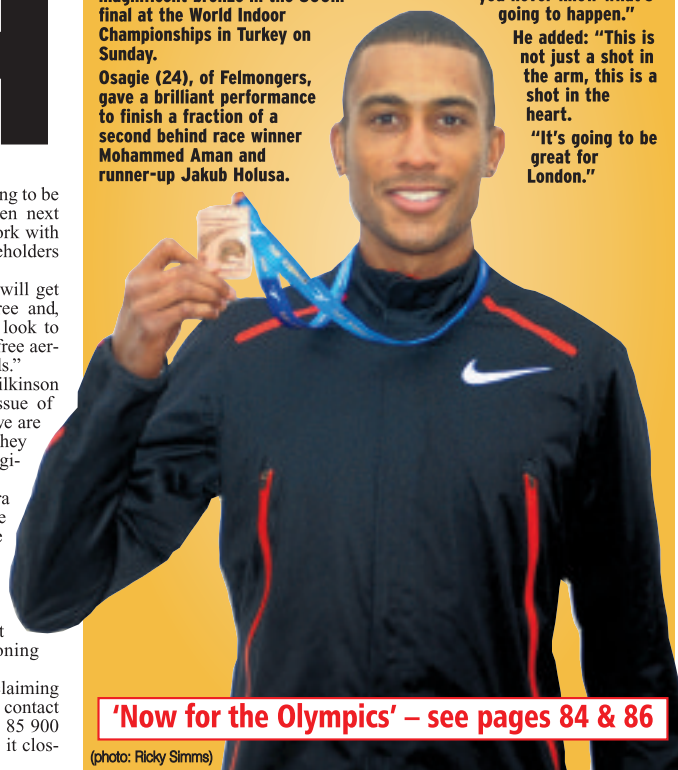 final at the World Indoor
Championships in Turkey on
Sunday.
Osagie (24), of Felmongers,
gave a brilliant performance
to finish a fraction of a
second behind race winner
Mohammed Aman and
runner-up Jakub Holusa.
going to happen.”
He added: “This is
not just a shot in
the arm, this is a
shot in the
heart.
“It’s going to be
great for
London.”
ng to be
en next
ork with
eholders
will get
ree and,
look to
free aer-
ls.”
ilkinson
ssue of
ve are
hey
gi-
ra
e
e
t
oning
laiming
contact
85 900
it clos-
‘Now for the Olympics’ – see pages 84 & 86
(photo: Ricky Simms)